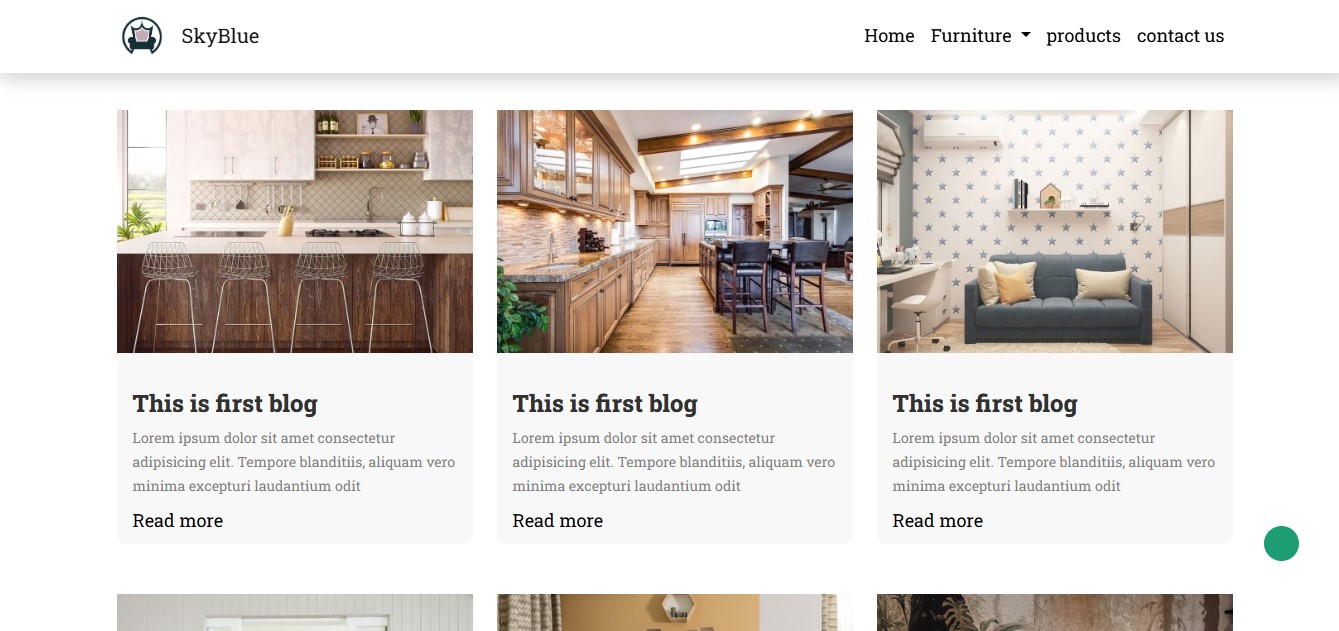 SkyBlue
Home Furniture products contact us
This is first blog
Lorem ipsum dolor sit amet consectetur
adipisicing elit. Tempore blanditiis, aliquam vero
minima excepturi laudantium odit
Read more
This is first blog
Lorem ipsum dolor sit amet consectetur
adipisicing elit. Tempore blanditiis, aliquam vero
minima excepturi laudantium odit
Read more
This is first blog
Lorem ipsum dolor sit amet consectetur
adipisicing elit. Tempore blanditiis, aliquam vero
minima excepturi laudantium odit
Read more